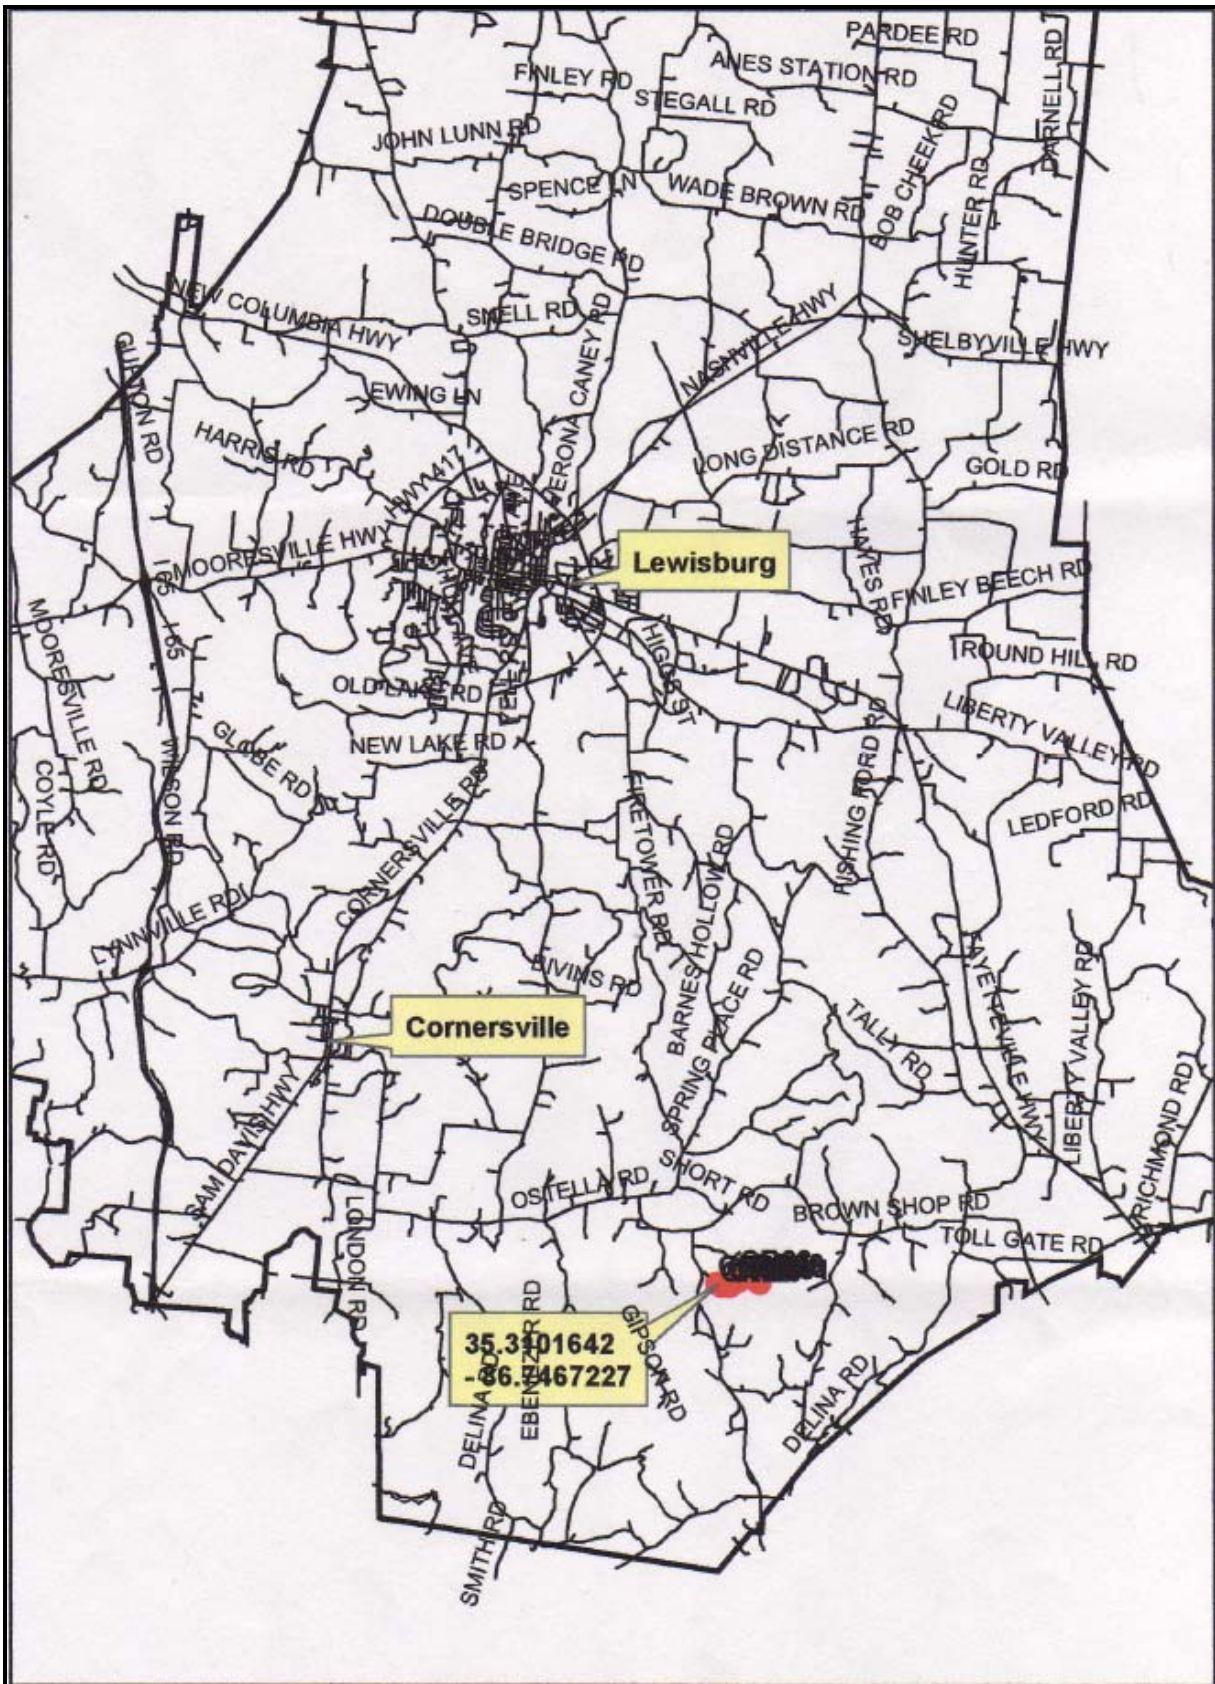 PARDEE RD
ANES STATION RD
DARNELL RD
FINLEY RD
STEGALL RD
JOHN LUNN RD
BOB CHEEK RD
HUNTER RD
SPENCE LN
WADE BROWN RD
DOUBLE BRIDGE RD
NEW COLUMBIA HWY
SNELL RD
VERONA CANEY RD
NASHVILLE HWY
SHELBYVILLE HWY
GUPTON RD
EWING LN
HARRIS RD
HWY 417
LONG DISTANCE RD
GOLD RD
MOORESVILLE HWY
Lewisburg
HAYES RD
FINLEY BEECH RD
I 65
I 65
MOORESVILLE RD
HIGGS ST
ROUND HILL RD
OLD LAKE RD
NEW LAKE RD
GLOBE RD
LIBERTY VALLEY RD
COYLE RD
WILSON RD
FISHING FORD RD
LEDFORD RD
CORNERSVILLE RD
FIRETOWER RD
BARNES HOLLOW RD
LYNNVILLE RD
BIVINS RD
SPRING PLACE RD
FAYETTEVILLE HWY
LIBERTY VALLEY RD
Cornersville
TALLY RD
LIBERTY VALLEY RD
RICHMOND RD
SAM DAVIS HWY
OSTELLA RD
SHORT RD
BROWN SHOP RD
LONDON RD
TOLL GATE RD
35.3101642
- 86.7467227
GIPSON RD
EBENEZER RD
DELINA RD
DELINA RD
SMITH RD